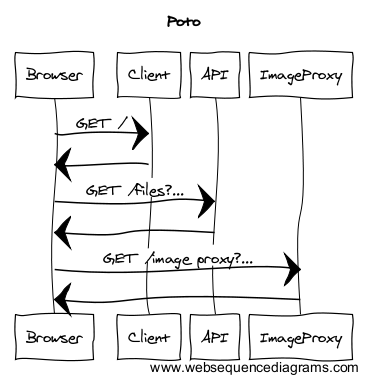 Poto
Browser Client API ImageProxy
GET /
GET /files?...
GET /image proxy?...
Browser Client API ImageProxy
www.websequencediagrams.com